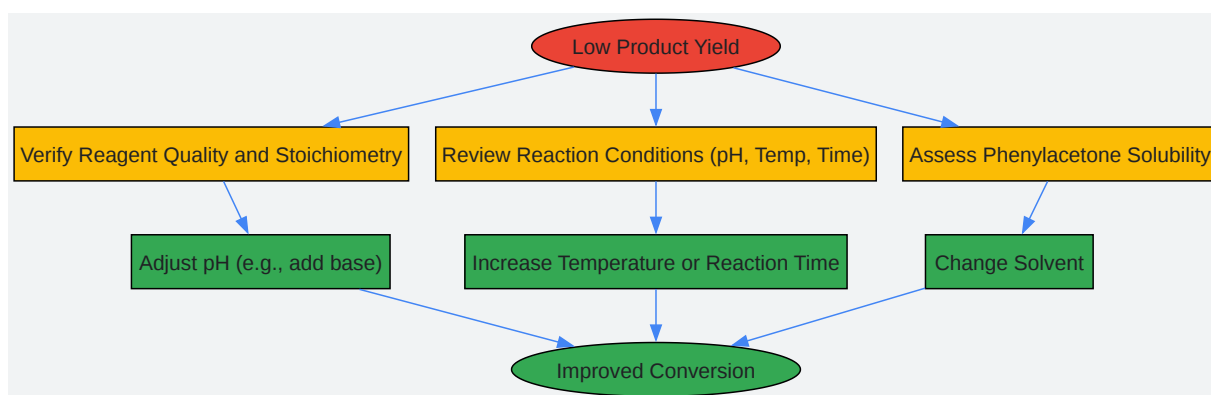 Low Product Yield
Verify Reagent Quality and Stoichiometry
Review Reaction Conditions (pH, Temp, Time)
Assess Phenylacetone Solubility
Adjust pH (e.g., add base)
Increase Temperature or Reaction Time
Change Solvent
Improved Conversion